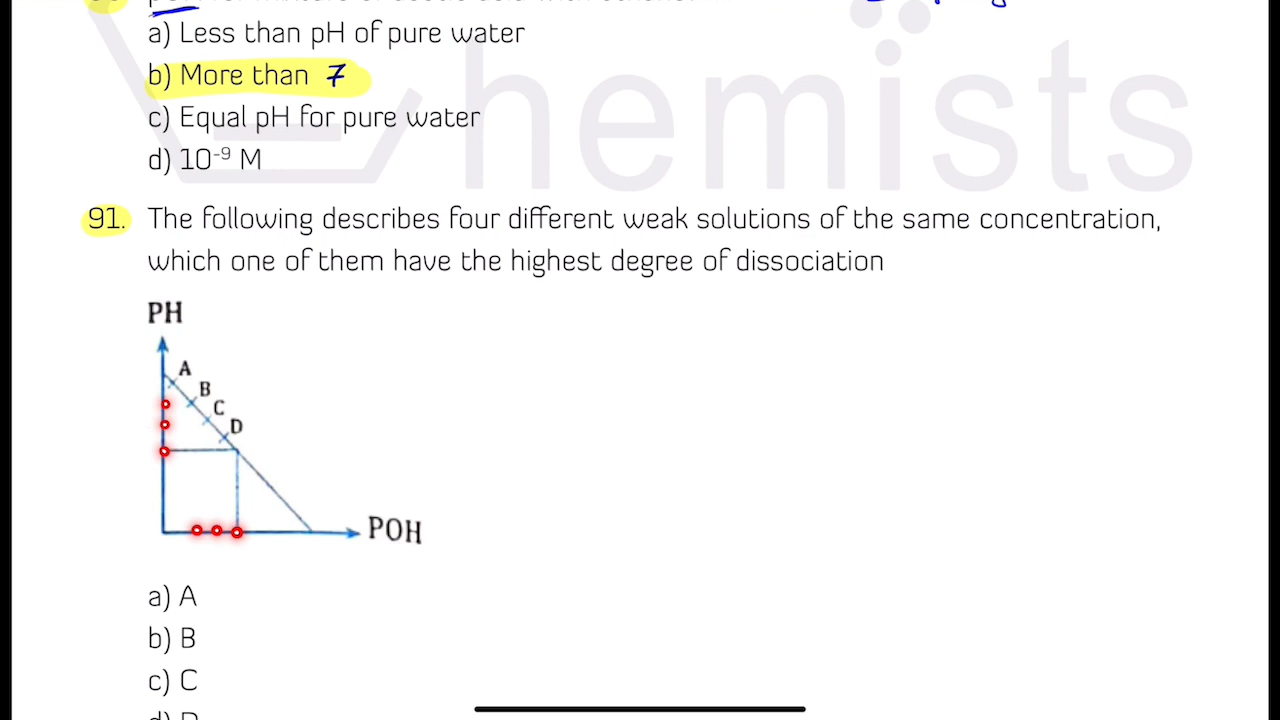 a) Less than pH of pure water
b) More than 7
c) Equal pH for pure water
d) 10⁻⁹ M
hemists
91. The following describes four different weak solutions of the same concentration,
which one of them have the highest degree of dissociation
PH
A
B
C
D
POH
a) A
b) B
c) C